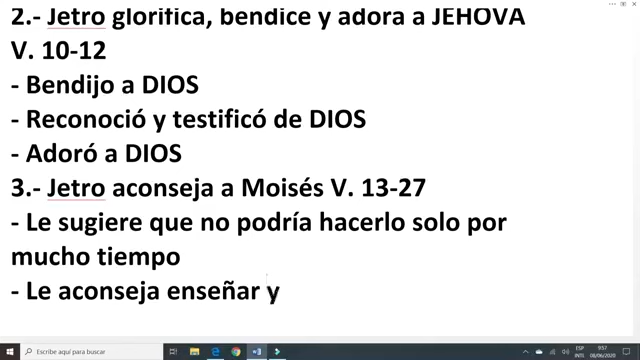 2.- Jetro glorifica, bendice y adora a JEHOVA
V. 10-12
- Bendijo a DIOS
- Reconoció y testificó de DIOS
- Adoró a DIOS
3.- Jetro aconseja a Moisés V. 13-27
- Le sugiere que no podría hacerlo solo por
mucho tiempo
- Le aconseja enseñar y
Escribe aquí para buscar
ESP
INTL
9:57
08/06/2020